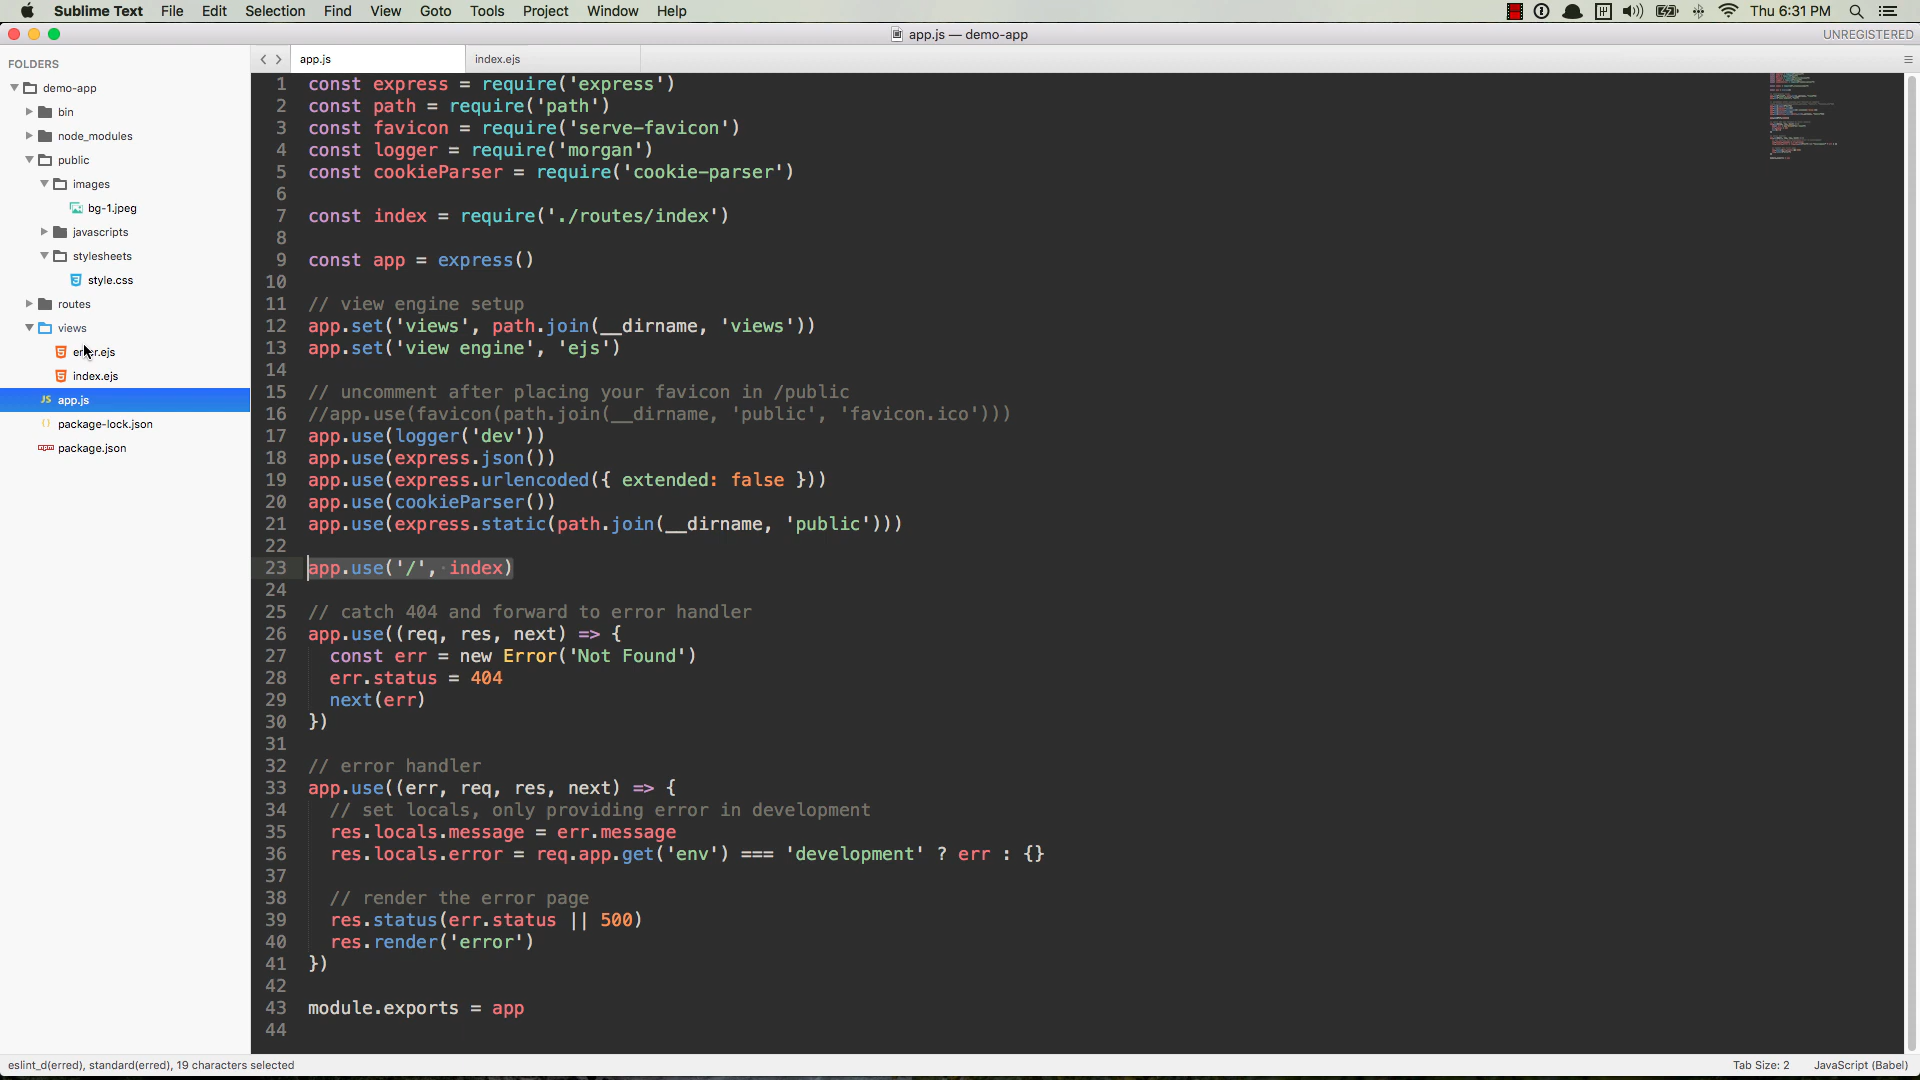 Sublime Text File Edit Selection Find View Goto Tools Project Window Help Thu 6:31 PM
app.js — demo-app UNREGISTERED
FOLDERS
demo-app
bin
node_modules
public
images
bg-1.jpeg
javascripts
stylesheets
style.css
routes
views
error.ejs
index.ejs
JS app.js
package-lock.json
package.json
app.js index.ejs
1 const express = require('express')
2 const path = require('path')
3 const favicon = require('serve-favicon')
4 const logger = require('morgan')
5 const cookieParser = require('cookie-parser')
6
7 const index = require('./routes/index')
8
9 const app = express()
10
11 // view engine setup
12 app.set('views', path.join(__dirname, 'views'))
13 app.set('view engine', 'ejs')
14
15 // uncomment after placing your favicon in /public
16 //app.use(favicon(path.join(__dirname, 'public', 'favicon.ico')))
17 app.use(logger('dev'))
18 app.use(express.json())
19 app.use(express.urlencoded({ extended: false }))
20 app.use(cookieParser())
21 app.use(express.static(path.join(__dirname, 'public')))
22
23 app.use('/', index)
24
25 // catch 404 and forward to error handler
26 app.use((req, res, next) => {
27 const err = new Error('Not Found')
28 err.status = 404
29 next(err)
30 })
31
32 // error handler
33 app.use((err, req, res, next) => {
34 // set locals, only providing error in development
35 res.locals.message = err.message
36 res.locals.error = req.app.get('env') === 'development' ? err : {}
37
38 // render the error page
39 res.status(err.status || 500)
40 res.render('error')
41 })
42
43 module.exports = app
44
eslint_d(erred), standard(erred), 19 characters selected Tab Size: 2 JavaScript (Babel)